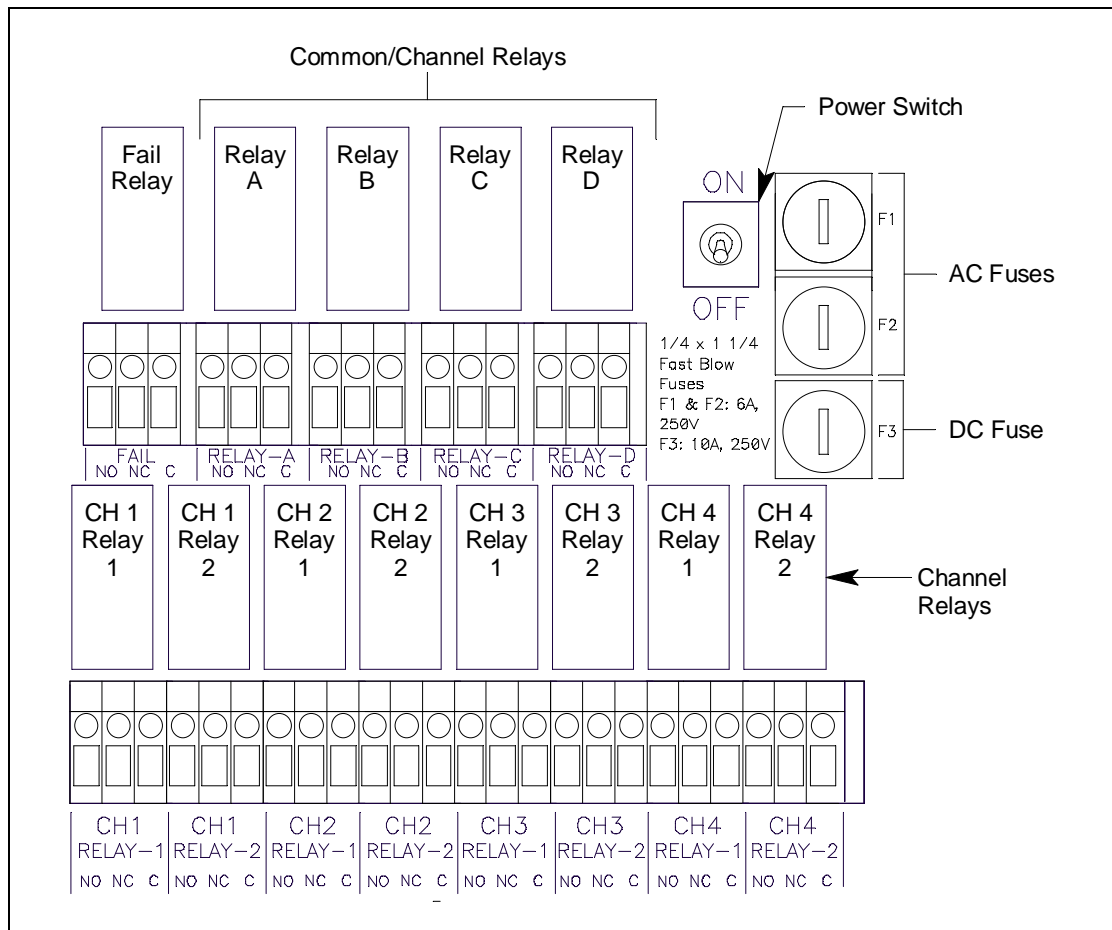 Common/Channel Relays
Power Switch
Fail Relay
Relay A
Relay B
Relay C
Relay D
ON
OFF
F1
F2
AC Fuses
1/4 x 1 1/4
Fast Blow
Fuses
F1 & F2: 6A,
250V
F3: 10A, 250V
F3
DC Fuse
FAIL RELAY-A RELAY-B RELAY-C RELAY-D
NO NC C NO NC C NO NC C NO NC C NO NC C
CH 1 Relay 1
CH 1 Relay 2
CH 2 Relay 1
CH 2 Relay 2
CH 3 Relay 1
CH 3 Relay 2
CH 4 Relay 1
CH 4 Relay 2
Channel
Relays
CH1 CH1 CH2 CH2 CH3 CH3 CH4 CH4
RELAY-1 RELAY-2 RELAY-1 RELAY-2 RELAY-1 RELAY-2 RELAY-1 RELAY-2
NO NC C NO NC C NO NC C NO NC C NO NC C NO NC C NO NC C NO NC C